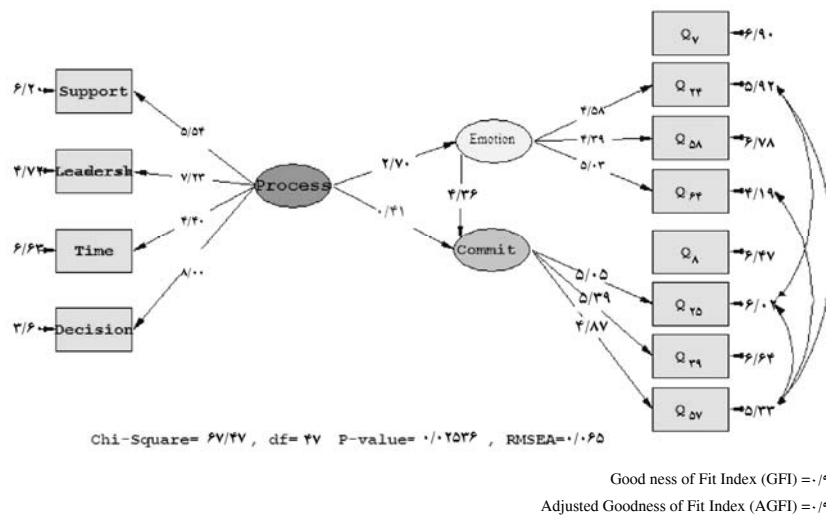 Q۷ ۶/۹۰
۶/۲۰ Support
Q۲۴ ۵/۹۲
۵/۵۴
۴/۵۸
Emotion ۴/۳۹ Q۵۸ ۶/۷۸
۴/۷۴ Leadersh ۷/۲۳ Process ۲/۷۰
۵/۰۳ Q۶۴ ۴/۱۹
۴/۳۶
۴/۴۰ ۰/۴۱
۶/۶۳ Time Commit Q۸ ۶/۴۷
۸/۰۰ ۵/۰۵
Q۲۵ ۶/۰۲
۵/۳۹
۳/۶۰ Decision ۴/۸۷ Q۳۹ ۶/۶۴
Q۵۷ ۵/۳۳
Chi-Square= ۶۷/۴۷ , df= ۴۷ P-value= ۰/۰۲۵۳۶ , RMSEA=۰/۰۶۵
Good ness of Fit Index (GFI) =۰/
Adjusted Goodness of Fit Index (AGFI) =۰/